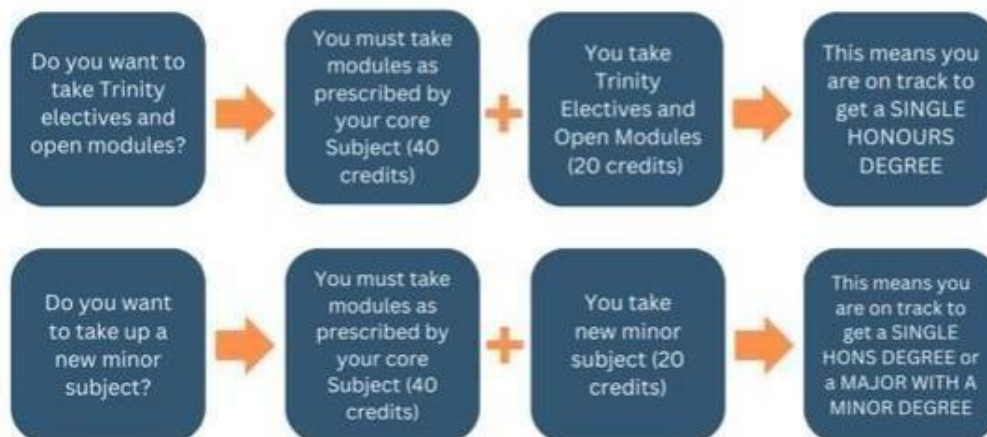 Do you want to
take Trinity
electives and
open modules?
You must take
modules as
prescribed by
your core
Subject (40
credits)
You take
Trinity
Electives and
Open Modules
(20 credits)
This means you
are on track to
get a SINGLE
HONOURS
DEGREE
Do you want
to take up a
new minor
subject?
You must take
modules as
prescribed by
your core
Subject (40
credits)
You take
new minor
subject (20
credits)
This means you
are on track to
get a SINGLE
HONS DEGREE or
a MAJOR WITH A
MINOR DEGREE